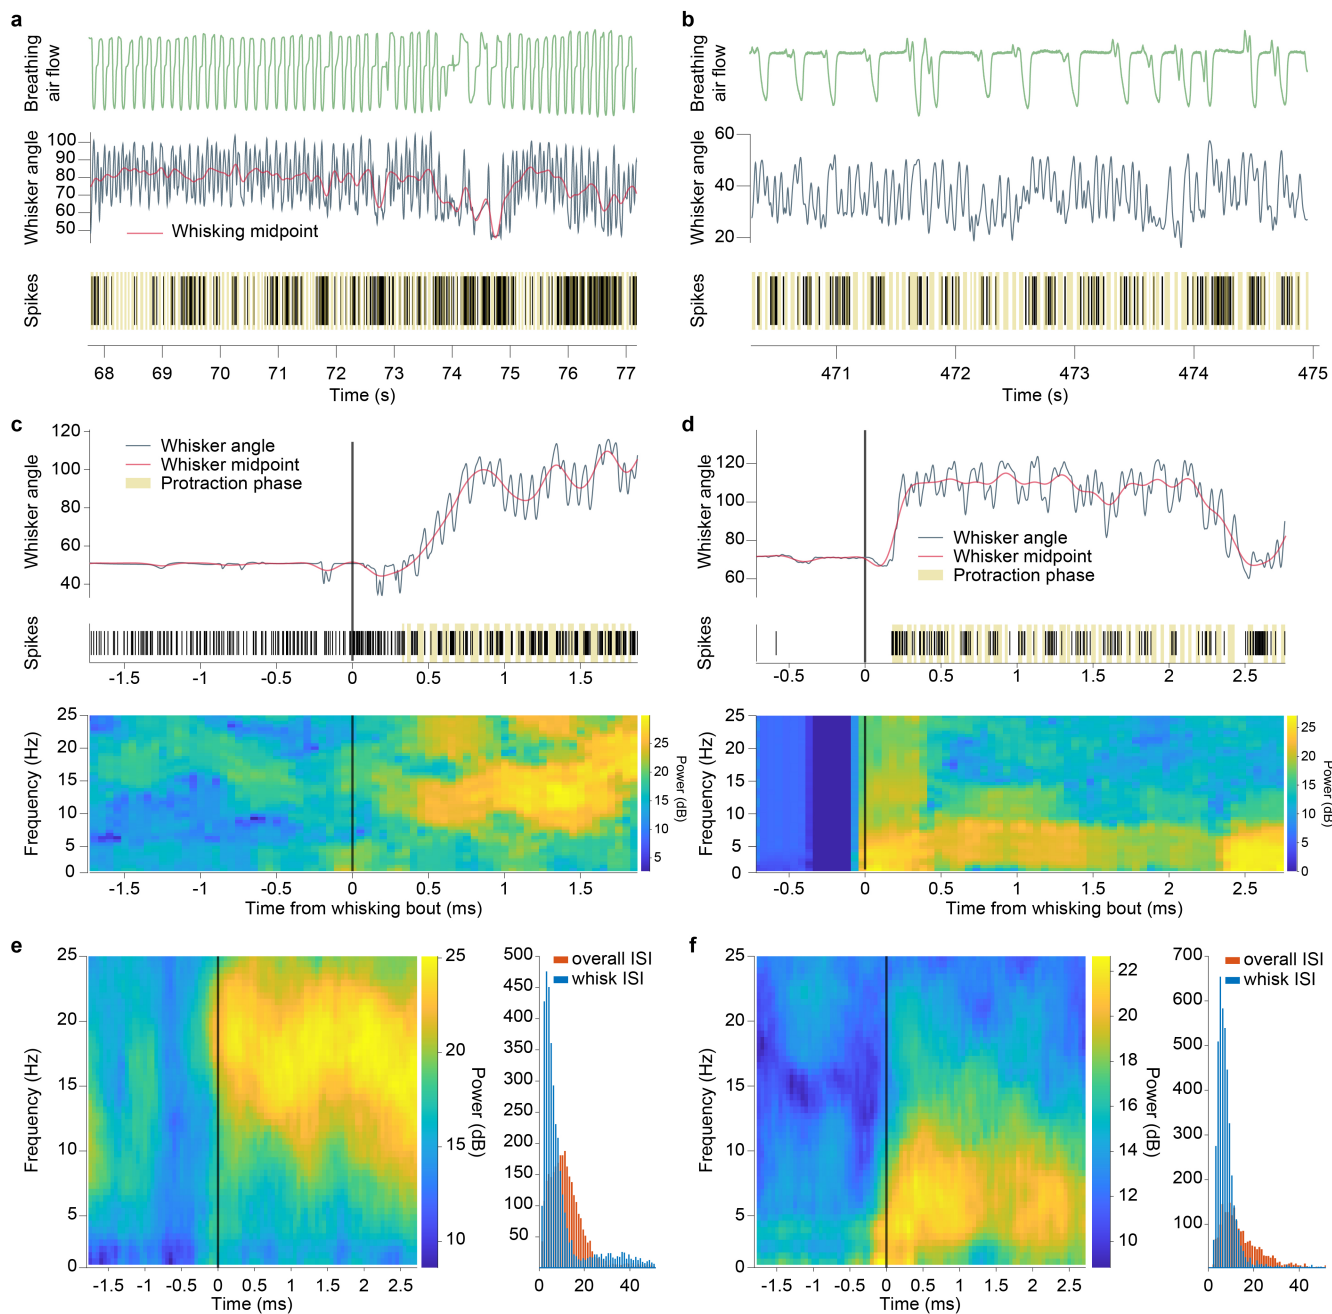 a
Breathing
air flow
100
90
80
70
60
50
Whisker angle
Whisking midpoint
Spikes
68 69 70 71 72 73 74 75 76 77
Time (s)
b
Breathing
air flow
60
40
20
Whisker angle
Spikes
471 472 473 474 475
Time (s)
c
120
100
80
60
40
Whisker angle
Whisker angle
Whisker midpoint
Protraction phase
Spikes
-1.5 -1 -0.5 0 0.5 1 1.5
25
20
15
10
5
0
Frequency (Hz)
25
20
15
10
5
Power (dB)
-1.5 -1 -0.5 0 0.5 1 1.5
Time from whisking bout (ms)
d
120
100
80
60
Whisker angle
Whisker angle
Whisker midpoint
Protraction phase
Spikes
-0.5 0 0.5 1 1.5 2 2.5
25
20
15
10
5
0
Frequency (Hz)
25
20
15
10
5
0
Power (dB)
-0.5 0 0.5 1 1.5 2 2.5
Time from whisking bout (ms)
e
25
20
15
10
5
0
Frequency (Hz)
-1.5 -1 -0.5 0 0.5 1 1.5 2 2.5
Time (ms)
25
20
15
10
Power (dB)
500
450
400
350
300
250
200
150
100
50
overall ISI
whisk ISI
0 20 40
f
25
20
15
10
5
0
Frequency (Hz)
-1.5 -1 -0.5 0 0.5 1 1.5 2 2.5
Time (ms)
22
20
18
16
14
12
10
Power (dB)
700
600
500
400
300
200
100
overall ISI
whisk ISI
0 20 40